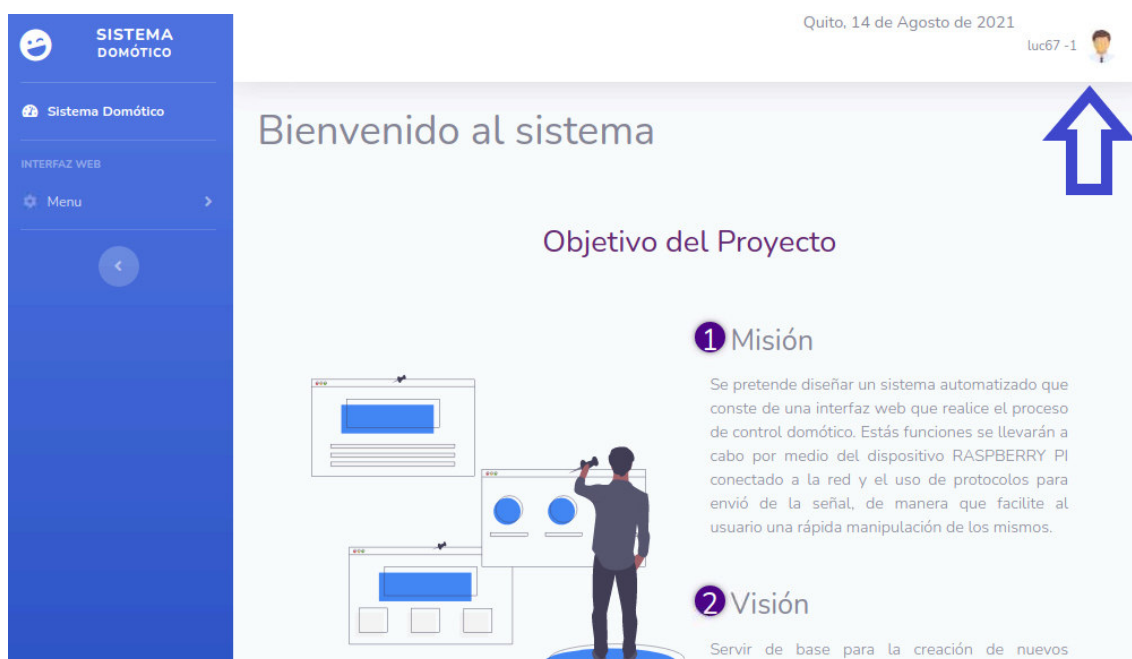 SISTEMA
DOMÓTICO
Sistema Domótico
INTERFAZ WEB
Menu
Quito, 14 de Agosto de 2021
luc67 -1
Bienvenido al sistema
Objetivo del Proyecto
1 Misión
Se pretende diseñar un sistema automatizado que
conste de una interfaz web que realice el proceso
de control domótico. Estás funciones se llevarán a
cabo por medio del dispositivo RASPBERRY PI
conectado a la red y el uso de protocolos para
envió de la señal, de manera que facilite al
usuario una rápida manipulación de los mismos.
2 Visión
Servir de base para la creación de nuevos